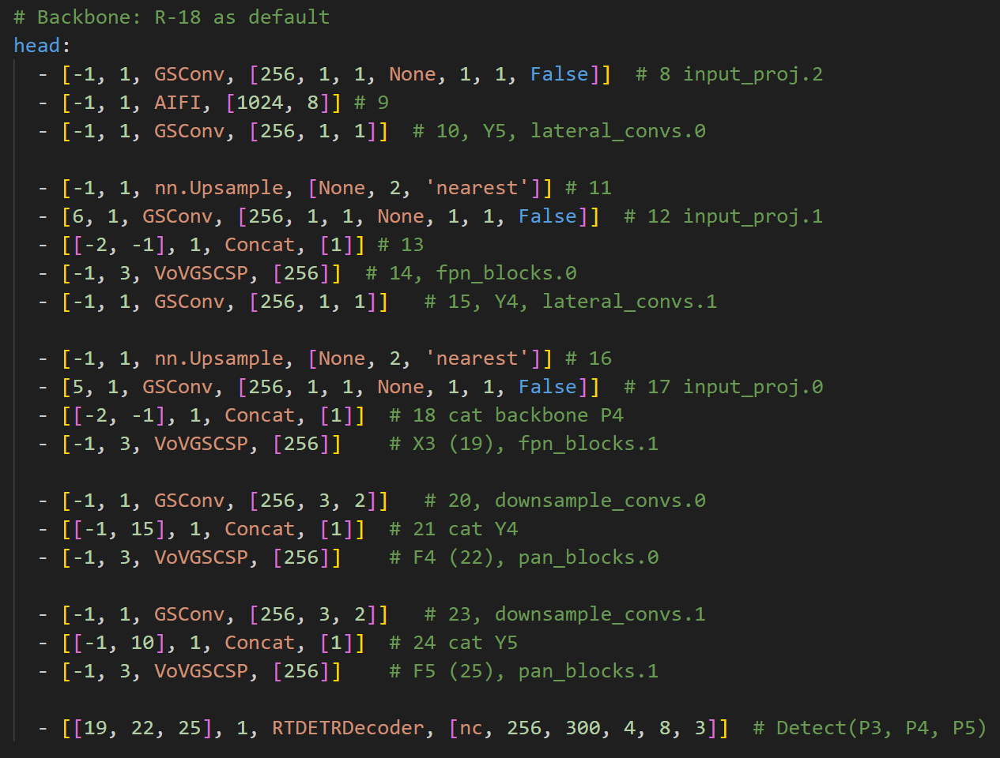 # Backbone: R-18 as default
head:
- [-1, 1, GSConv, [256, 1, 1, None, 1, 1, False]]  # 8 input_proj.2
- [-1, 1, AIFI, [1024, 8]] # 9
- [-1, 1, GSConv, [256, 1, 1]]  # 10, Y5, lateral_convs.0
- [-1, 1, nn.Upsample, [None, 2, 'nearest']] # 11
- [6, 1, GSConv, [256, 1, 1, None, 1, 1, False]]  # 12 input_proj.1
- [[-2, -1], 1, Concat, [1]] # 13
- [-1, 3, VoVGSCSP, [256]]  # 14, fpn_blocks.0
- [-1, 1, GSConv, [256, 1, 1]]   # 15, Y4, lateral_convs.1
- [-1, 1, nn.Upsample, [None, 2, 'nearest']] # 16
- [5, 1, GSConv, [256, 1, 1, None, 1, 1, False]]  # 17 input_proj.0
- [[-2, -1], 1, Concat, [1]]  # 18 cat backbone P4
- [-1, 3, VoVGSCSP, [256]]    # X3 (19), fpn_blocks.1
- [-1, 1, GSConv, [256, 3, 2]]   # 20, downsample_convs.0
- [[-1, 15], 1, Concat, [1]]  # 21 cat Y4
- [-1, 3, VoVGSCSP, [256]]    # F4 (22), pan_blocks.0
- [-1, 1, GSConv, [256, 3, 2]]   # 23, downsample_convs.1
- [[-1, 10], 1, Concat, [1]]  # 24 cat Y5
- [-1, 3, VoVGSCSP, [256]]    # F5 (25), pan_blocks.1
- [[19, 22, 25], 1, RTDETRDecoder, [nc, 256, 300, 4, 8, 3]]  # Detect(P3, P4, P5)